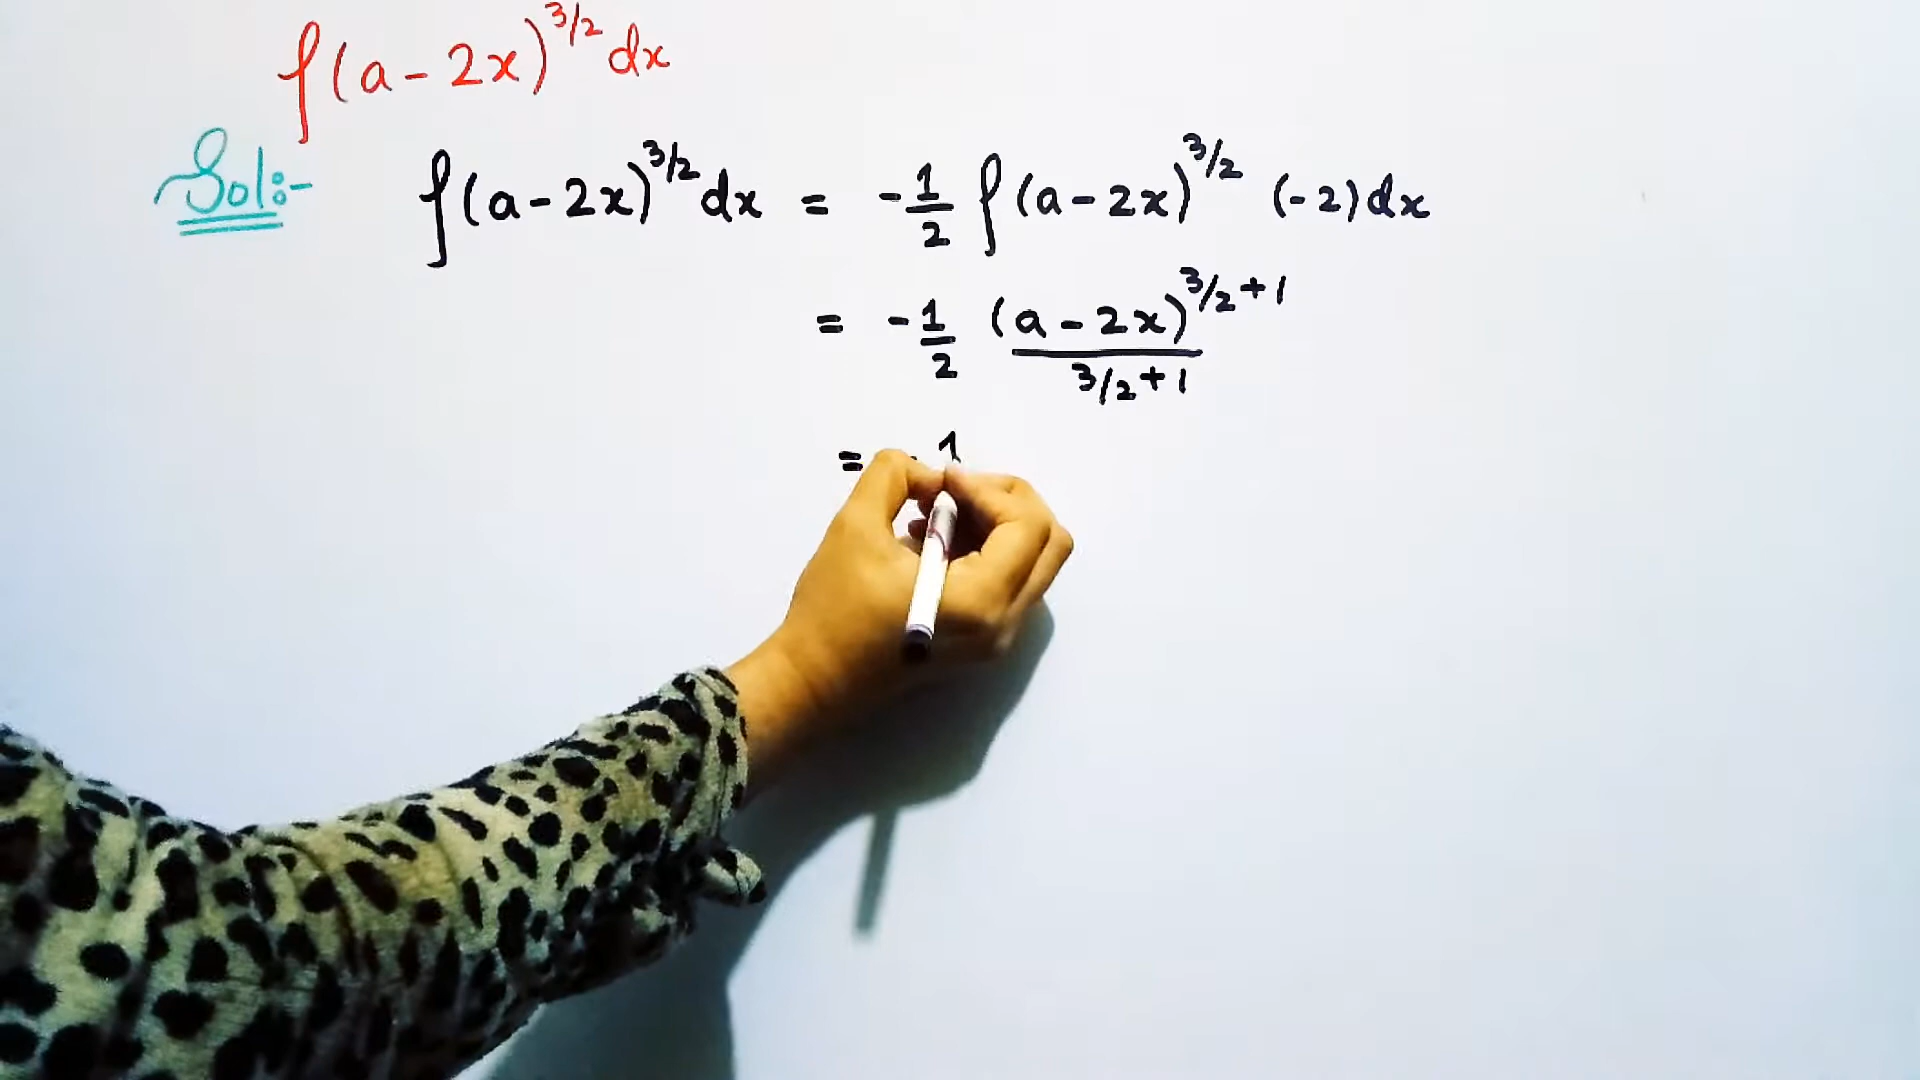 ∫(a-2x)^3/2 dx
Sol:- ∫(a-2x)^3/2 dx = -1/2 ∫(a-2x)^3/2 (-2)dx
= -1/2 (a-2x)^3/2+1 / 3/2+1
= - 1